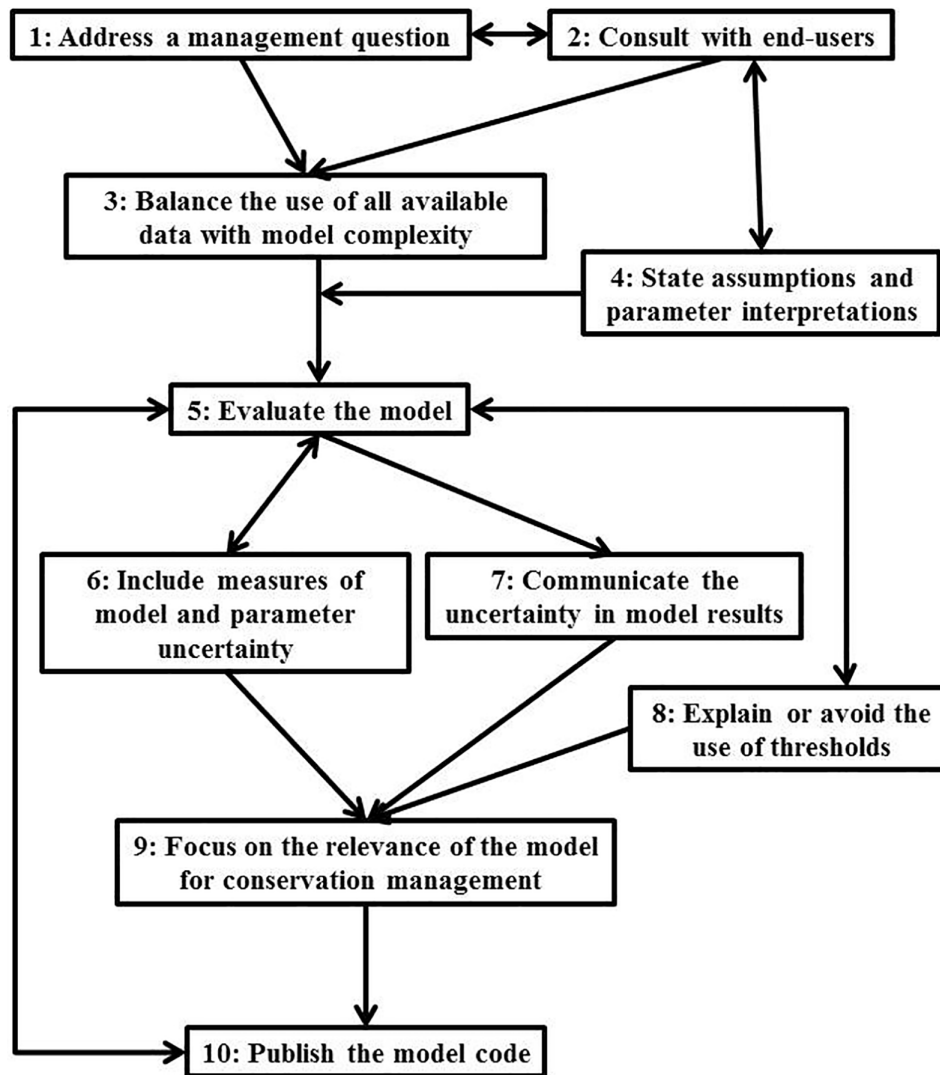 1: Address a management question
2: Consult with end-users
3: Balance the use of all available
data with model complexity
4: State assumptions and
parameter interpretations
5: Evaluate the model
6: Include measures of
model and parameter
uncertainty
7: Communicate the
uncertainty in model results
8: Explain or avoid the
use of thresholds
9: Focus on the relevance of the model
for conservation management
10: Publish the model code